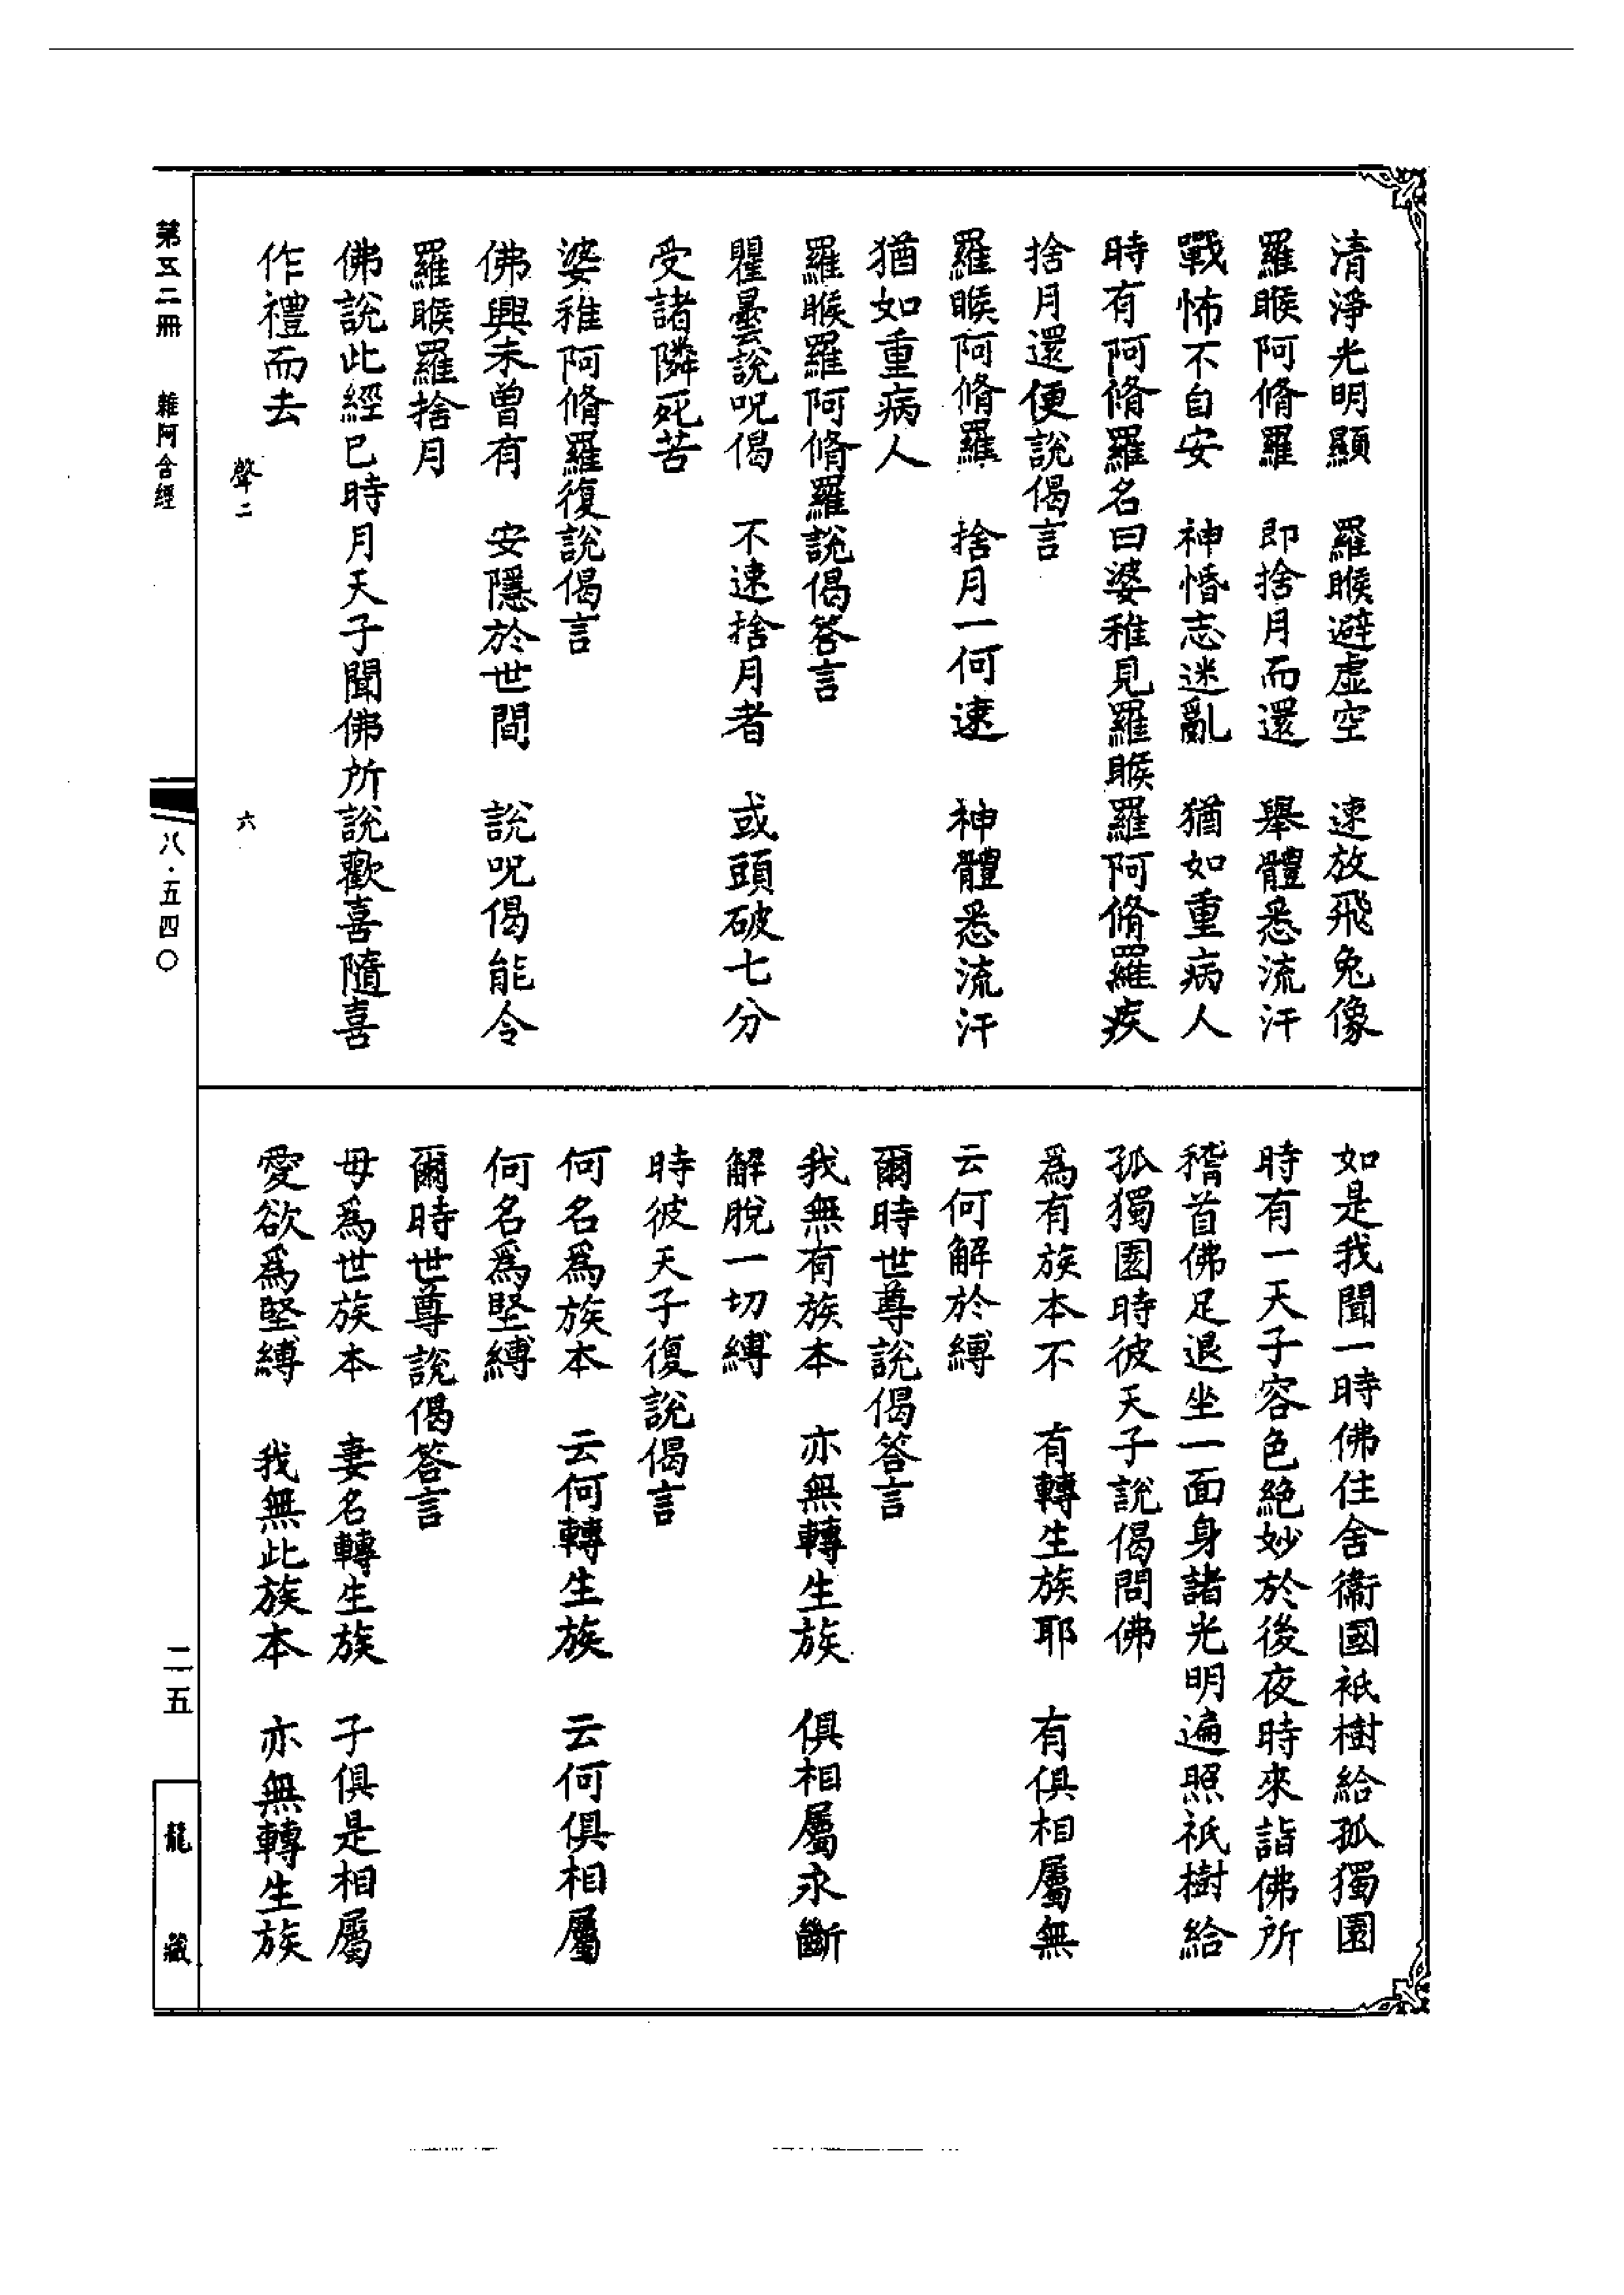 清淨光明顯　羅睺避虛空　速放飛兔像
羅睺阿脩羅　即捨月而還　舉體悉流汗
戰怖不自安　神惛志迷亂　猶如重病人
時有阿脩羅名曰婆稚見羅睺羅阿脩羅疾
捨月還便說偈言
羅睺阿脩羅　捨月一何速　神體悉流汗
猶如重病人
羅睺羅阿脩羅說偈答言
瞿曇說呪偈　不速捨月者　或頭破七分
受諸隣死苦
婆稚阿脩羅復說偈言
佛興未曾有　安隱於世間　說呪偈能令
羅睺羅捨月
佛說此經已時月天子聞佛所說歡喜隨喜
作禮而去
聲二　六
如是我聞一時佛住舍衞國祇樹給孤獨園
時有一天子容色絶妙於後夜時來詣佛所
稽首佛足退坐一面身諸光明遍照祇樹給
孤獨園時彼天子說偈問佛
爲有族本不　有轉生族耶　有俱相屬無
云何解於縛
爾時世尊說偈答言
我無有族本　亦無轉生族　俱相屬永斷
解脫一切縛
時彼天子復說偈言
何名爲族本　云何轉生族　云何俱相屬
何名爲堅縛
爾時世尊說偈答言
母爲世族本　妻名轉生族　子俱是相屬
愛欲爲堅縛　我無此族本　亦無轉生族
第五二冊　雜阿含經　八·五四〇　二五　龍藏